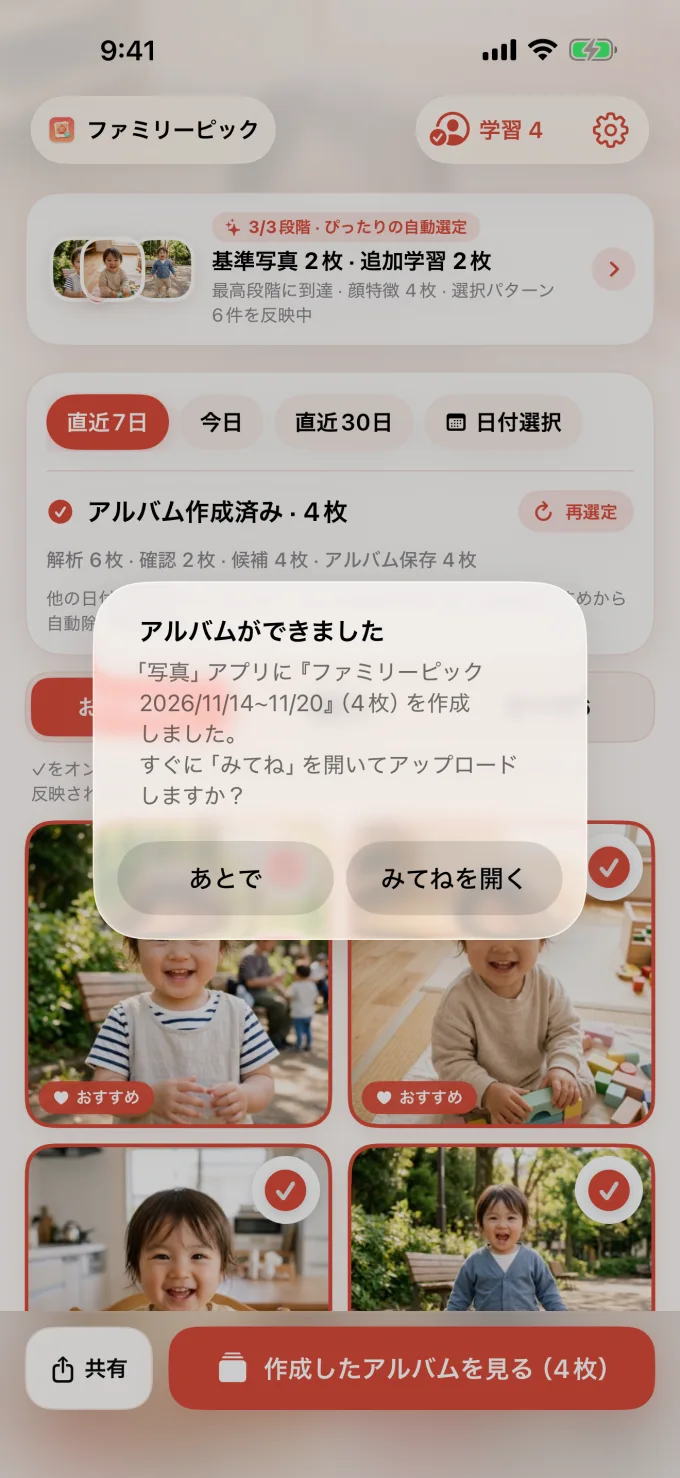 9:41
ファミリーピック
学習 4
3/3段階・ぴったりの自動選定
基準写真 2枚・追加学習 2枚
最高段階に到達・顔特徴 4枚・選択パターン
6件を反映中
直近7日
今日
直近30日
日付選択
アルバム作成済み・4枚
再選定
解析 6枚・確認 2枚・候補 4枚・アルバム保存 4枚
他の日付
めから
自動除
アルバムができました
「写真」アプリに『ファミリーピック
2026/11/14~11/20』（4枚）を作成
しました。
すぐに「みてね」を開いてアップロード
しますか？
お
✓をオン
反映され
あとで
みてねを開く
おすすめ
おすすめ
共有
作成したアルバムを見る（4枚）